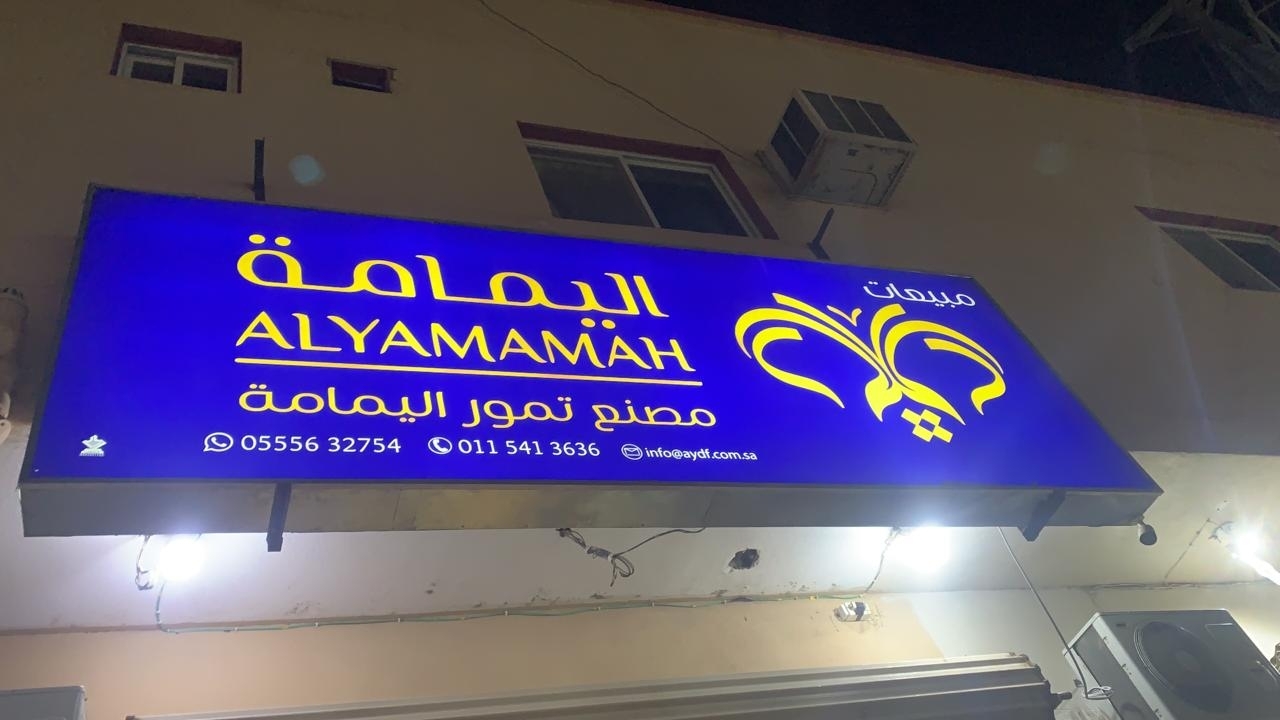 مبيعات
اليمامة
ALYAMAMAH
مصنع تمور اليمامة
05556 32754 011 541 3636 info@aydf.com.sa